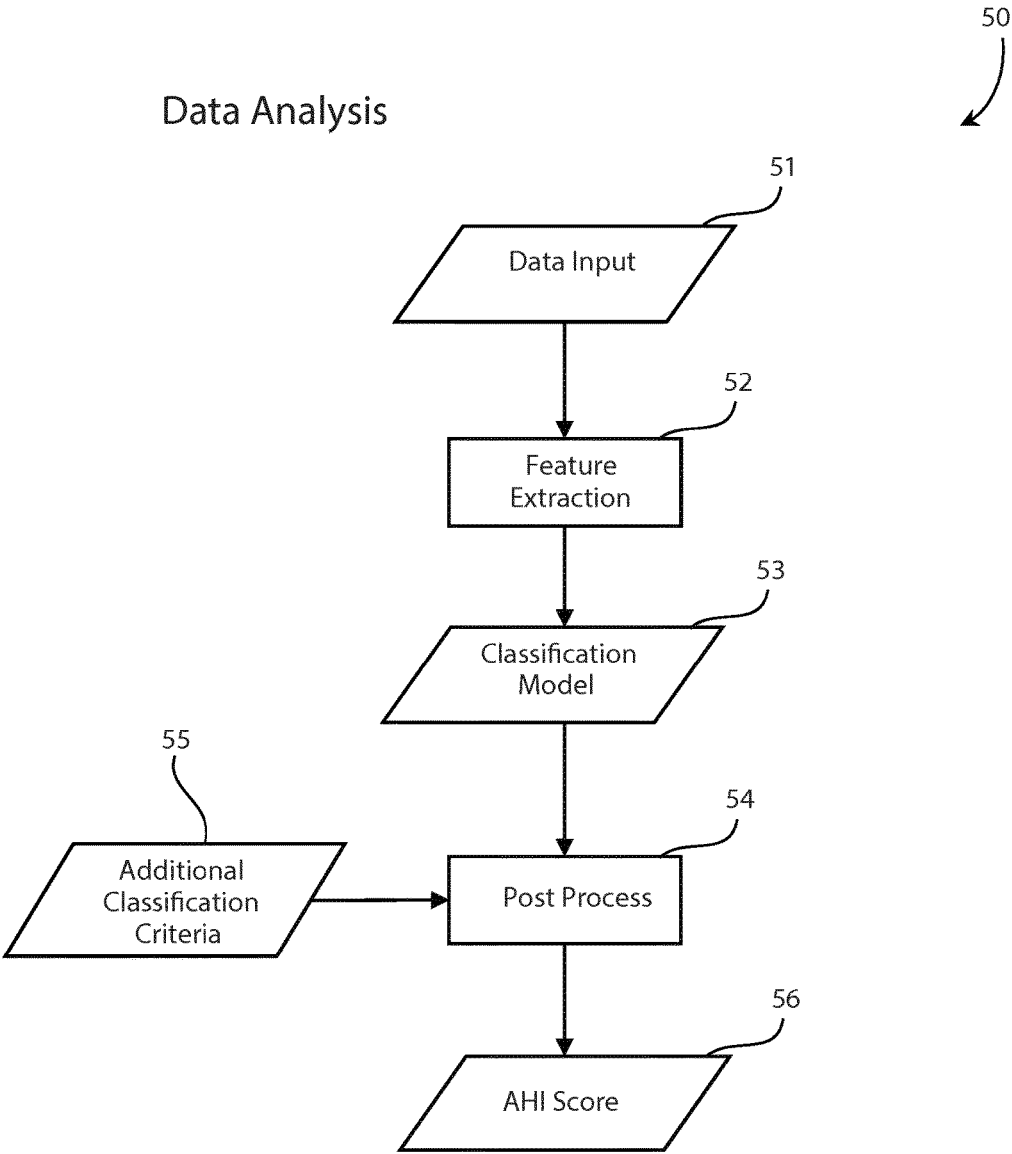 50
Data Analysis
51
Data Input
52
Feature
Extraction
53
Classification
Model
55
54
Additional
Classification
Criteria
Post Process
56
AHI Score